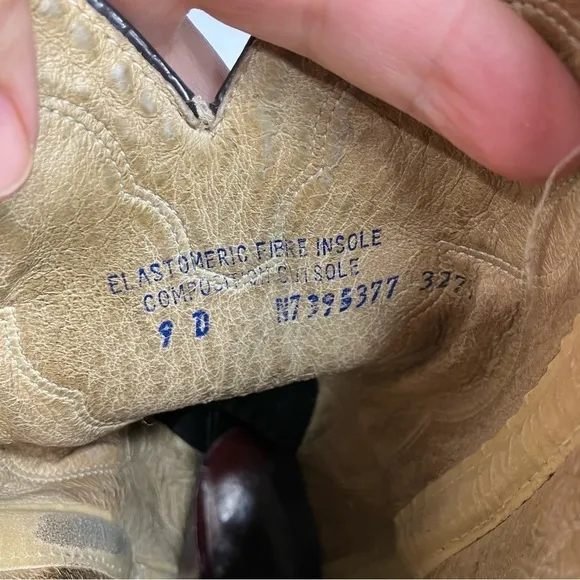 ELASTOMERIC FIBRE INSOLE
COMPOSITION OUTSOLE
9 D N7395377 327